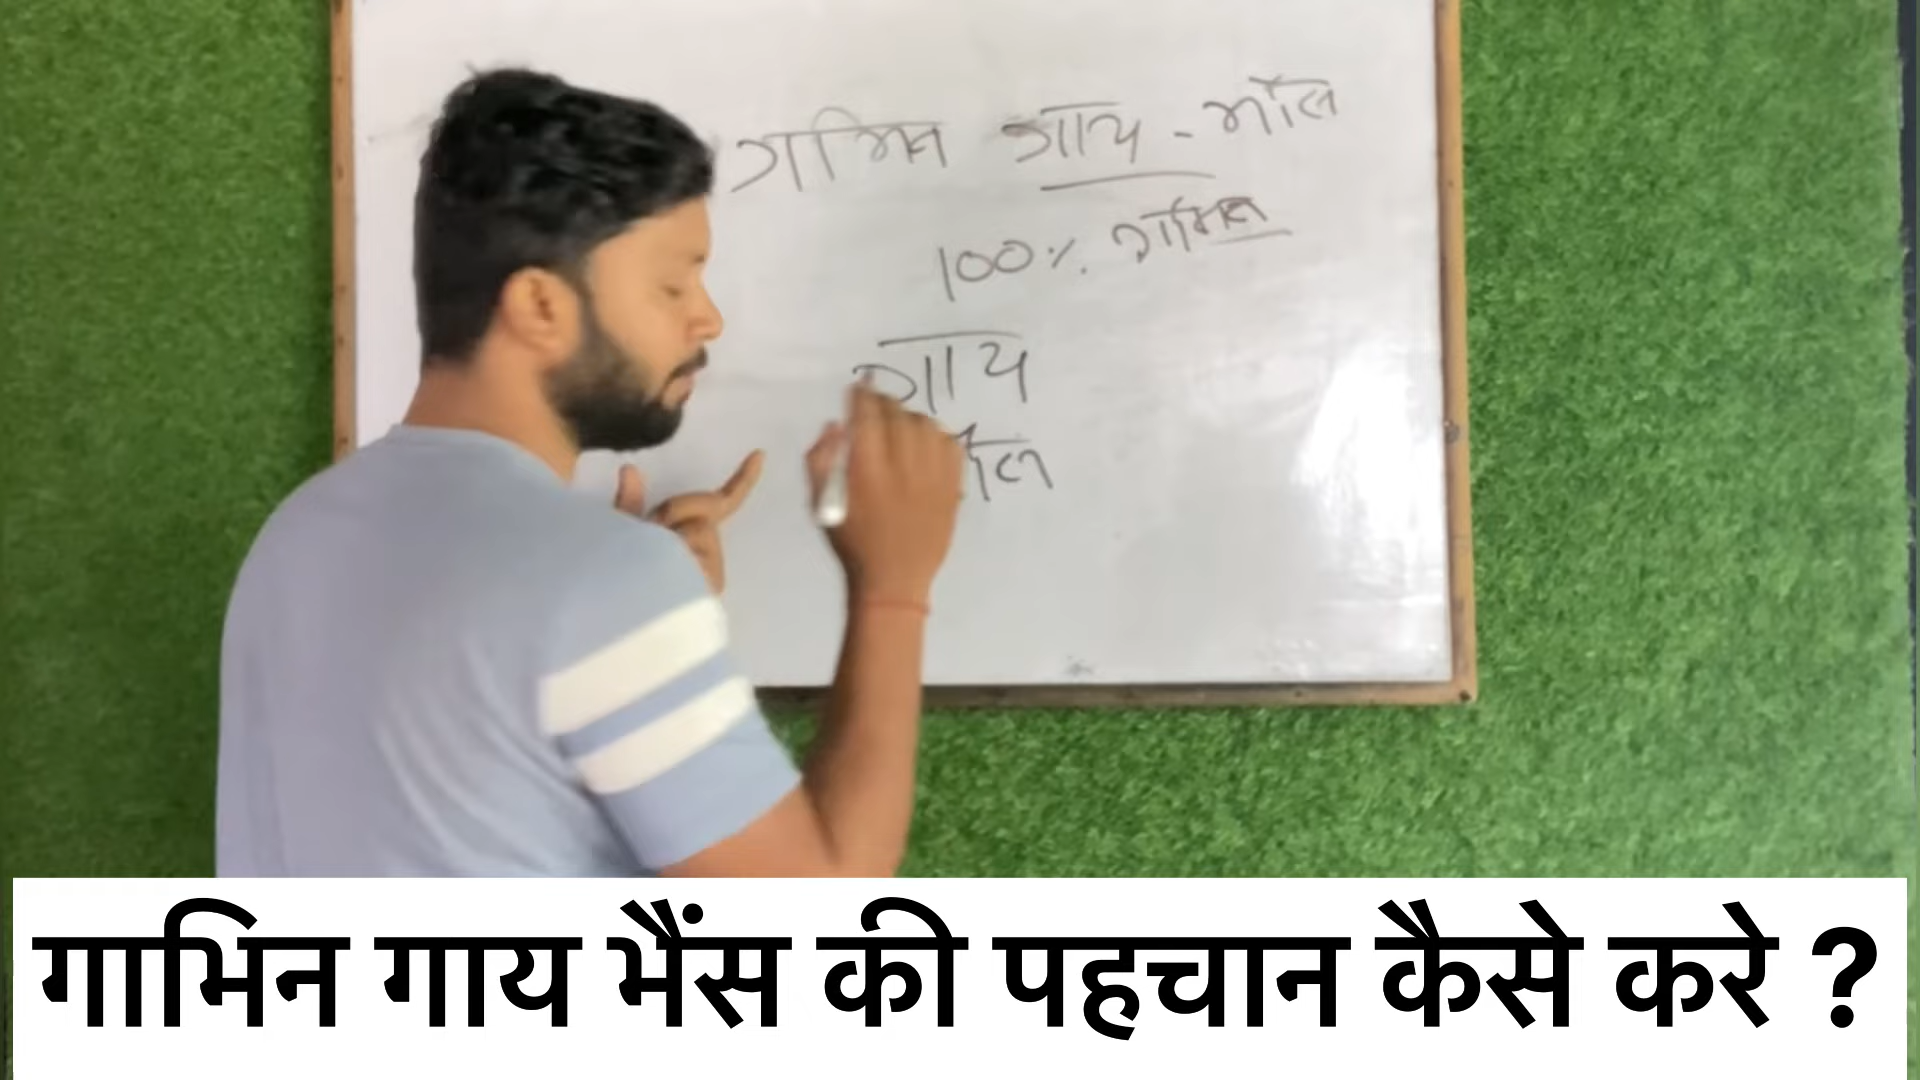 गाभिन गाय - भैंस
100% गाभिन
गाय
गाभिन गाय भैंस की पहचान कैसे करे ?